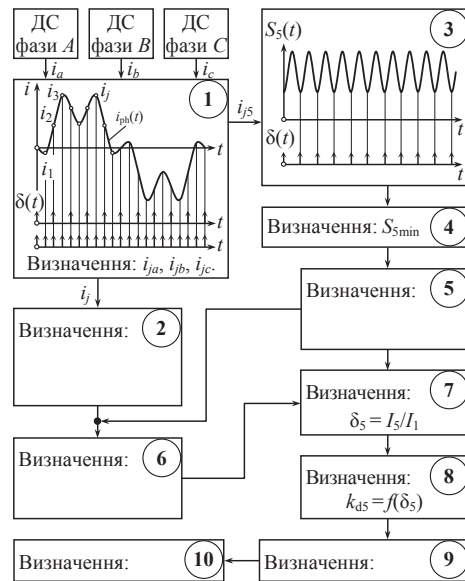 ДС
фази A
ДС
фази B
ДС
фази C
i_a
i_b
i_c
1
i
i_3
i_j
i_2
i_ph(t)
i_1
t
δ(t)
t
t
Визначення: i_ja, i_jb, i_jc.
i_j5
3
S_5(t)
t
δ(t)
t
4
Визначення: S_5min
i_j
2
Визначення:
5
Визначення:
6
Визначення:
7
Визначення:
δ_5 = I_5/I_1
8
Визначення:
k_d5 = f(δ_5)
9
Визначення:
10
Визначення: